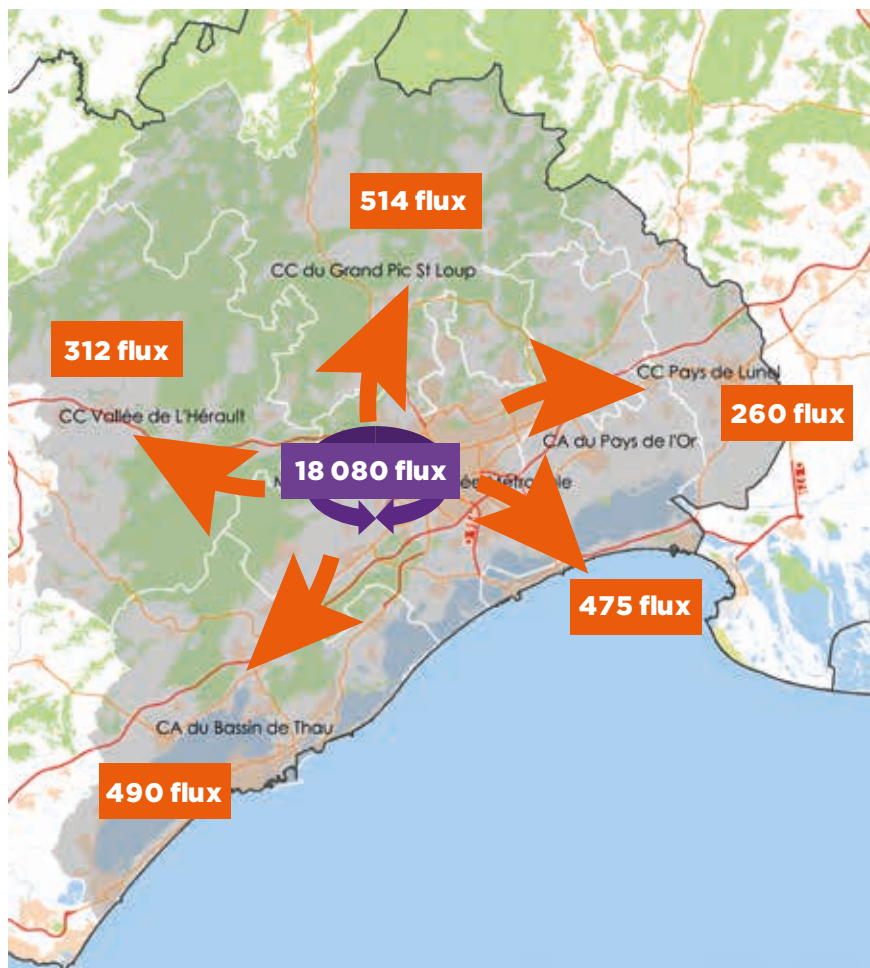 514 flux
CC du Grand Pic St Loup
312 flux
CC Pays de Lunel
CC Vallée de L'Hérault
260 flux
CA du Pays de l'Or
18 080 flux
Métropole
475 flux
CA du Bassin de Thau
490 flux